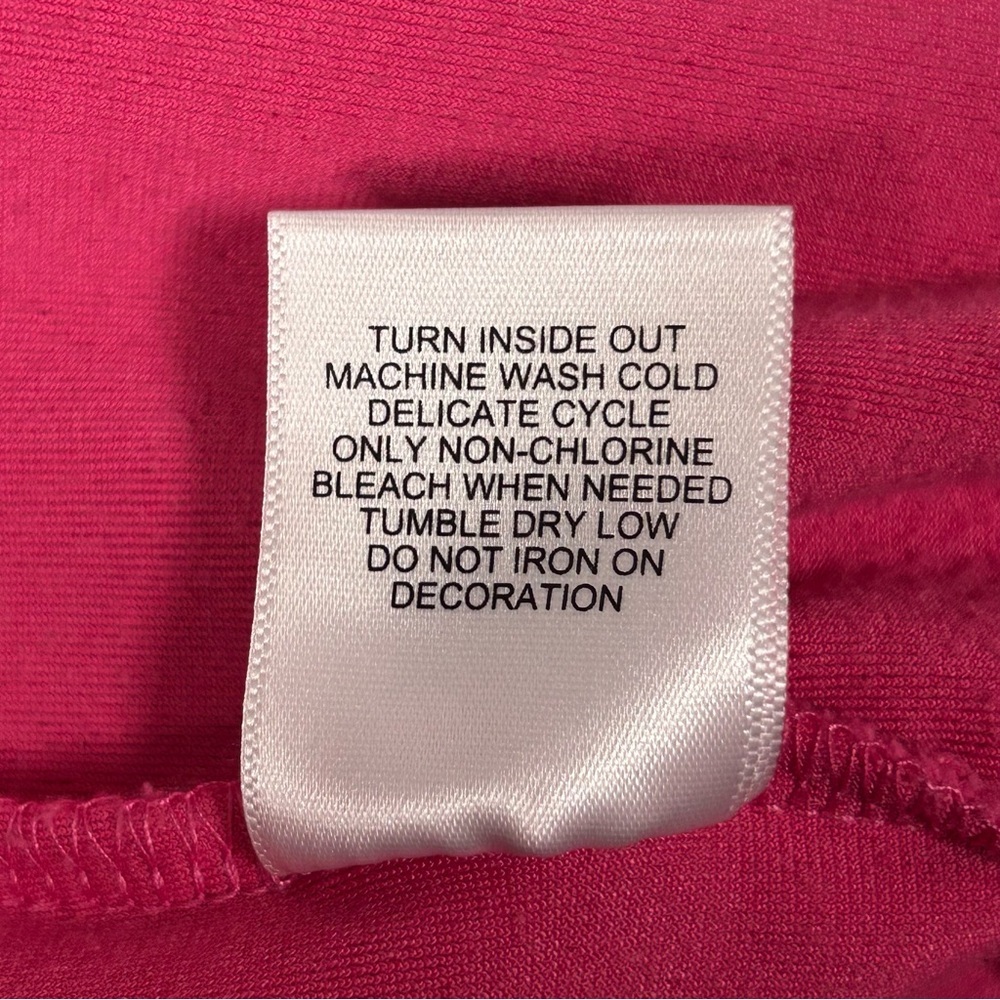 TURN INSIDE OUT
MACHINE WASH COLD
DELICATE CYCLE
ONLY NON-CHLORINE
BLEACH WHEN NEEDED
TUMBLE DRY LOW
DO NOT IRON ON
DECORATION